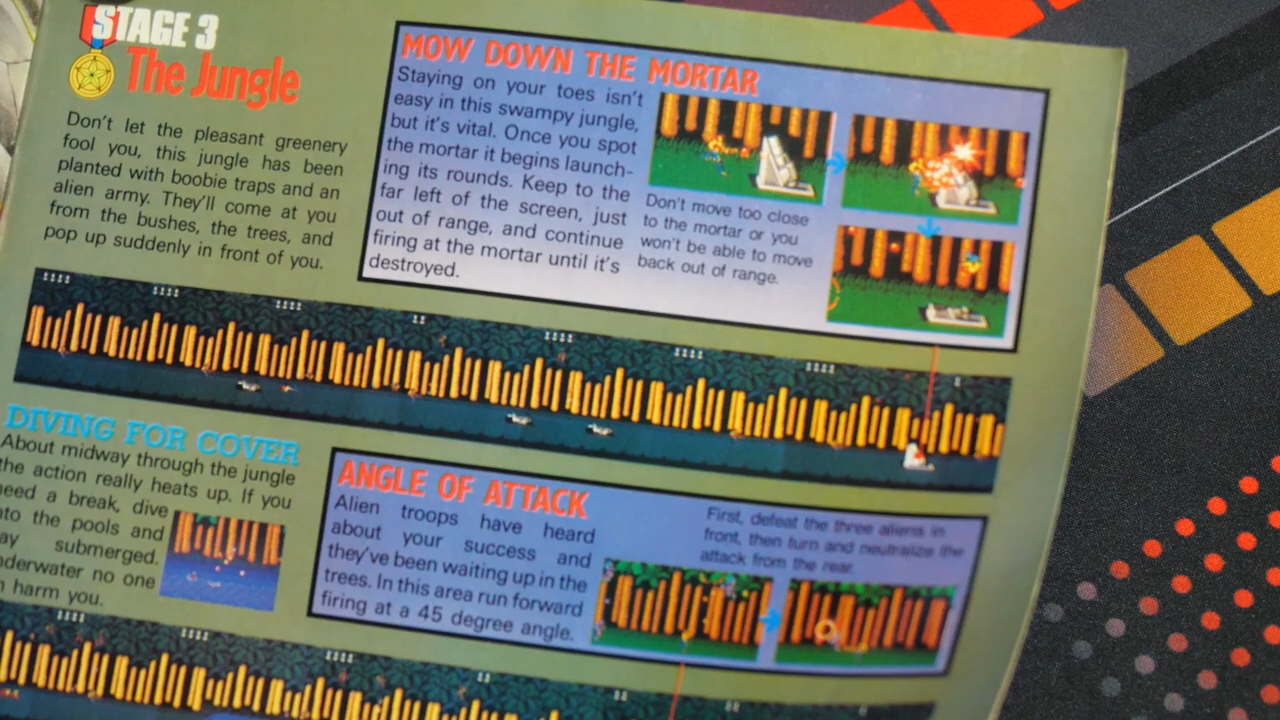 STAGE 3
The Jungle
Don't let the pleasant greenery
fool you, this jungle has been
planted with boobie traps and an
alien army. They'll come at you
from the bushes, the trees, and
pop up suddenly in front of you.
MOW DOWN THE MORTAR
Staying on your toes isn't
easy in this swampy jungle,
but it's vital. Once you spot
the mortar it begins launch-
ing its rounds. Keep to the
far left of the screen, just
out of range, and continue
firing at the mortar until it's
destroyed.
Don't move too close
to the mortar or you
won't be able to move
back out of range.
DIVING FOR COVER
About midway through the jungle
the action really heats up. If you
need a break, dive
into the pools and
submerged.
no one
harm you.
ANGLE OF ATTACK
Alien troops have heard
about your success and
they've been waiting up in the
trees. In this area run forward
firing at a 45 degree angle.
First, defeat the three aliens in
front, then turn and neutralize the
attack from the rear.